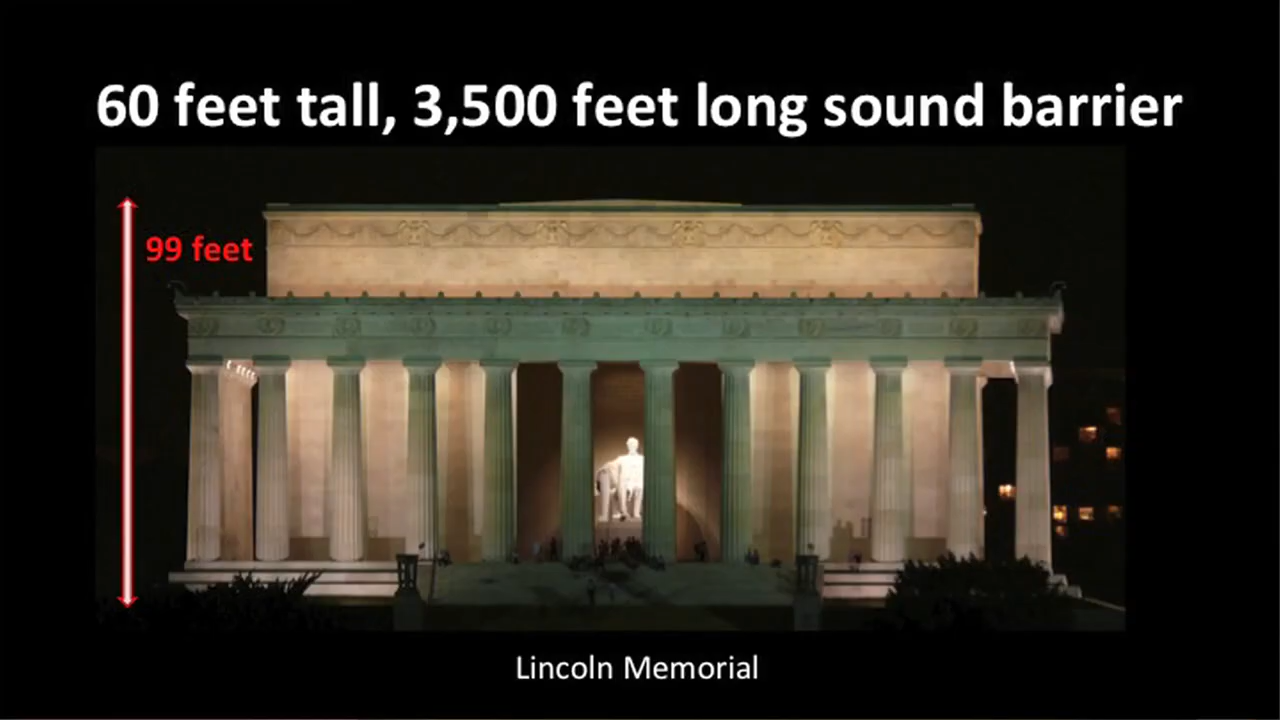 60 feet tall, 3,500 feet long sound barrier
99 feet
Lincoln Memorial